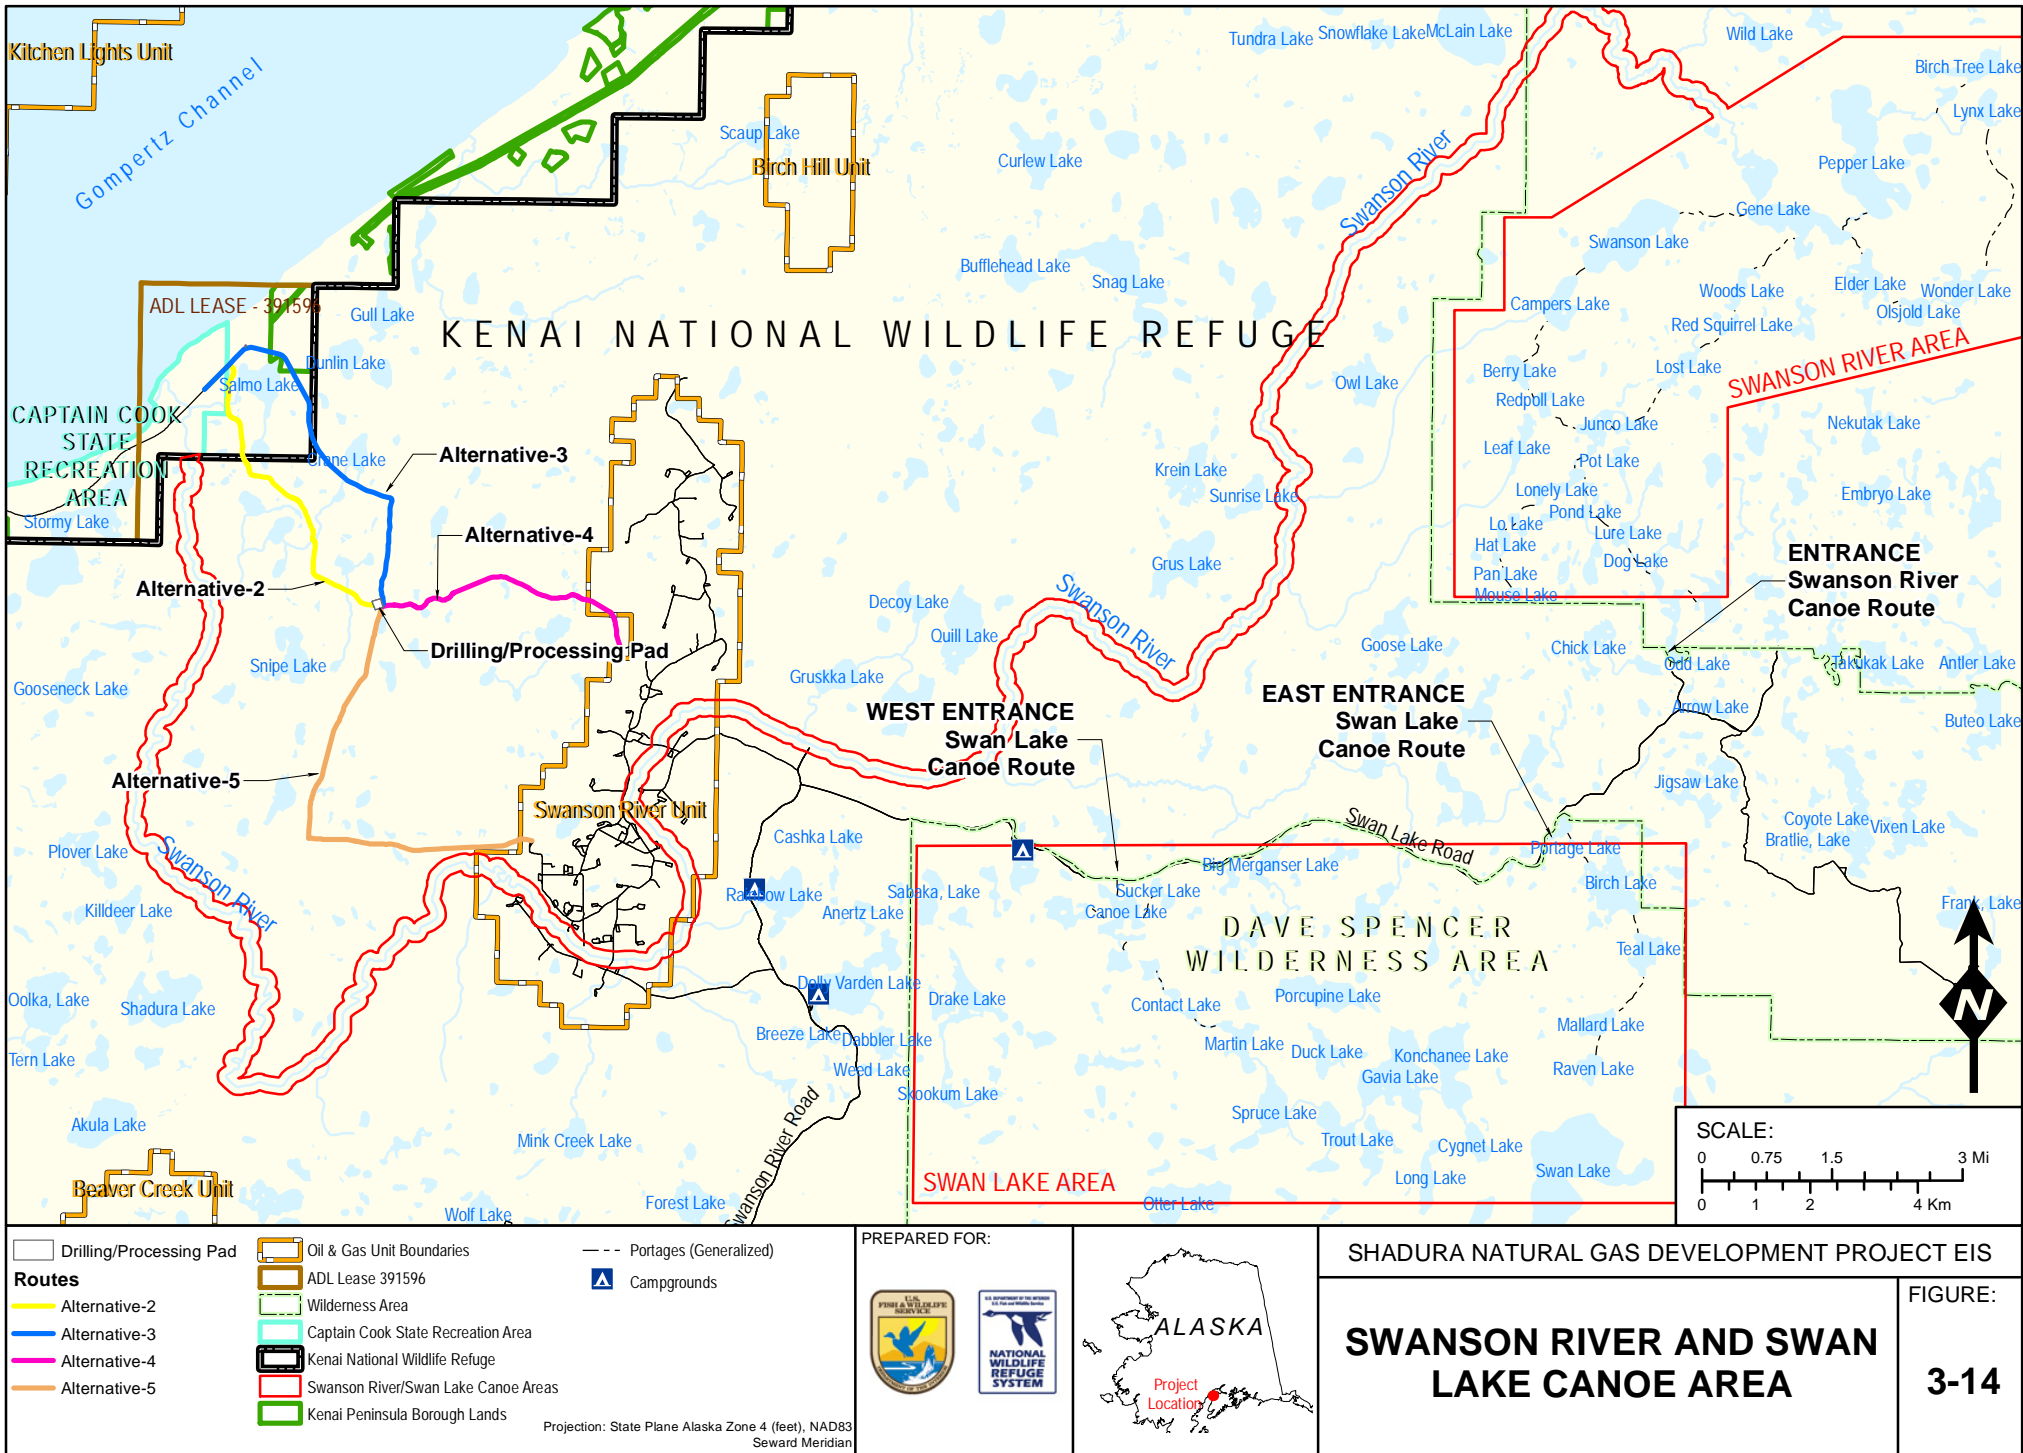 Kitchen Lights Unit
Gompertz Channel
Tundra Lake
Snowflake Lake
McLain Lake
Wild Lake
Birch Tree Lake
Lynx Lake
Scaup Lake
Birch Hill Unit
Curlew Lake
Swanson River
Pepper Lake
Gene Lake
Swanson Lake
Bufflehead Lake
Snag Lake
Elder Lake
Wonder Lake
Woods Lake
Campers Lake
Olsjold Lake
ADL LEASE - 391596
Gull Lake
KENAI NATIONAL WILDLIFE REFUGE
Red Squirrel Lake
SWANSON RIVER AREA
Dunlin Lake
Salmo Lake
Lost Lake
Berry Lake
Owl Lake
Redpoll Lake
CAPTAIN COOK
STATE
RECREATION
AREA
Junco Lake
Nekutak Lake
Leaf Lake
Crane Lake
Alternative-3
Pot Lake
Krein Lake
Sunrise Lake
Lonely Lake
Embryo Lake
Pond Lake
Stormy Lake
Lo Lake
Lure Lake
Alternative-4
Hat Lake
Dog Lake
Grus Lake
Pan Lake
Mouse Lake
ENTRANCE
Swanson River
Canoe Route
Alternative-2
Decoy Lake
Swanson River
Quill Lake
Drilling/Processing Pad
Goose Lake
Chick Lake
Odd Lake
Takukak Lake
Antler Lake
Snipe Lake
Gruskka Lake
Gooseneck Lake
WEST ENTRANCE
Swan Lake
Canoe Route
EAST ENTRANCE
Swan Lake
Canoe Route
Arrow Lake
Buteo Lake
Alternative-5
Jigsaw Lake
Swanson River Unit
Cashka Lake
Swan Lake Road
Coyote Lake
Vixen Lake
Bratlie, Lake
Plover Lake
Swanson River
Portage Lake
Big Merganser Lake
Rainbow Lake
Sabaka, Lake
Sucker Lake
Birch Lake
Killdeer Lake
Anertz Lake
Canoe Lake
Frank, Lake
DAVE SPENCER
WILDERNESS AREA
Teal Lake
Dolly Varden Lake
Oolka, Lake
Shadura Lake
Drake Lake
Contact Lake
Porcupine Lake
N
Mallard Lake
Breeze Lake
Dabbler Lake
Martin Lake
Duck Lake
Konchanee Lake
Tern Lake
Weed Lake
Gavia Lake
Raven Lake
Skookum Lake
Akula Lake
Spruce Lake
Mink Creek Lake
Trout Lake
Cygnet Lake
Swanson River Road
Long Lake
Swan Lake
Beaver Creek Unit
SWAN LAKE AREA
Forest Lake
Otter Lake
Wolf Lake
SCALE:
0 0.75 1.5 3 Mi
0 1 2 4 Km
Drilling/Processing Pad
Routes
Alternative-2
Alternative-3
Alternative-4
Alternative-5
Oil & Gas Unit Boundaries
ADL Lease 391596
Wilderness Area
Captain Cook State Recreation Area
Kenai National Wildlife Refuge
Swanson River/Swan Lake Canoe Areas
Kenai Peninsula Borough Lands
Portages (Generalized)
Campgrounds
Projection: State Plane Alaska Zone 4 (feet), NAD83
Seward Meridian
PREPARED FOR:
U.S.
FISH & WILDLIFE
SERVICE
DEPARTMENT OF THE INTERIOR
U.S. DEPARTMENT OF THE INTERIOR
U.S. Fish and Wildlife Service
NATIONAL
WILDLIFE
REFUGE
SYSTEM
ALASKA
Project
Location
SHADURA NATURAL GAS DEVELOPMENT PROJECT EIS
SWANSON RIVER AND SWAN
LAKE CANOE AREA
FIGURE:
3-14